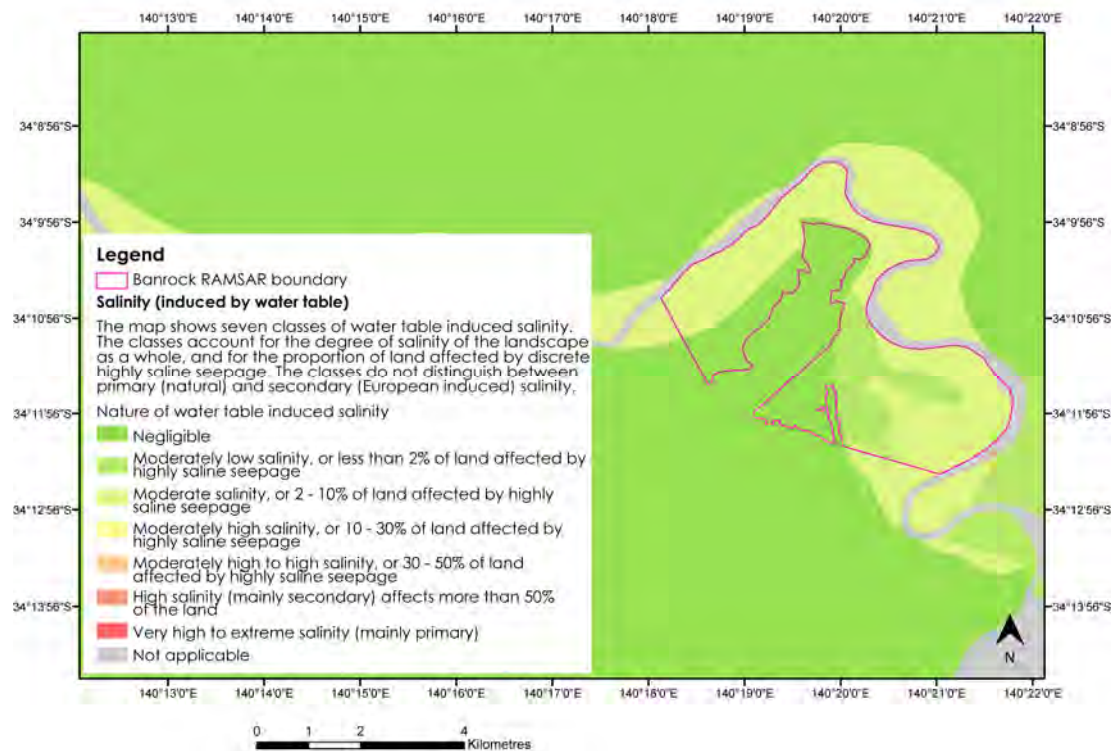 140°13'0"E 140°14'0"E 140°15'0"E 140°16'0"E 140°17'0"E 140°18'0"E 140°19'0"E 140°20'0"E 140°21'0"E 140°22'0"E
34°8'56"S 34°8'56"S
34°9'56"S 34°9'56"S
34°10'56"S 34°10'56"S
34°11'56"S 34°11'56"S
34°12'56"S 34°12'56"S
34°13'56"S 34°13'56"S
Legend
Banrock RAMSAR boundary
Salinity (induced by water table)
The map shows seven classes of water table induced salinity.
The classes account for the degree of salinity of the landscape
as a whole, and for the proportion of land affected by discrete
highly saline seepage. The classes do not distinguish between
primary (natural) and secondary (European induced) salinity.
Nature of water table induced salinity
Negligible
Moderately low salinity, or less than 2% of land affected by
highly saline seepage
Moderate salinity, or 2 - 10% of land affected by highly
saline seepage
Moderately high salinity, or 10 - 30% of land affected by
highly saline seepage
Moderately high to high salinity, or 30 - 50% of land
affected by highly saline seepage
High salinity (mainly secondary) affects more than 50%
of the land
Very high to extreme salinity (mainly primary)
Not applicable
N
140°13'0"E 140°14'0"E 140°15'0"E 140°16'0"E 140°17'0"E 140°18'0"E 140°19'0"E 140°20'0"E 140°21'0"E 140°22'0"E
0 1 2 4
Kilometres